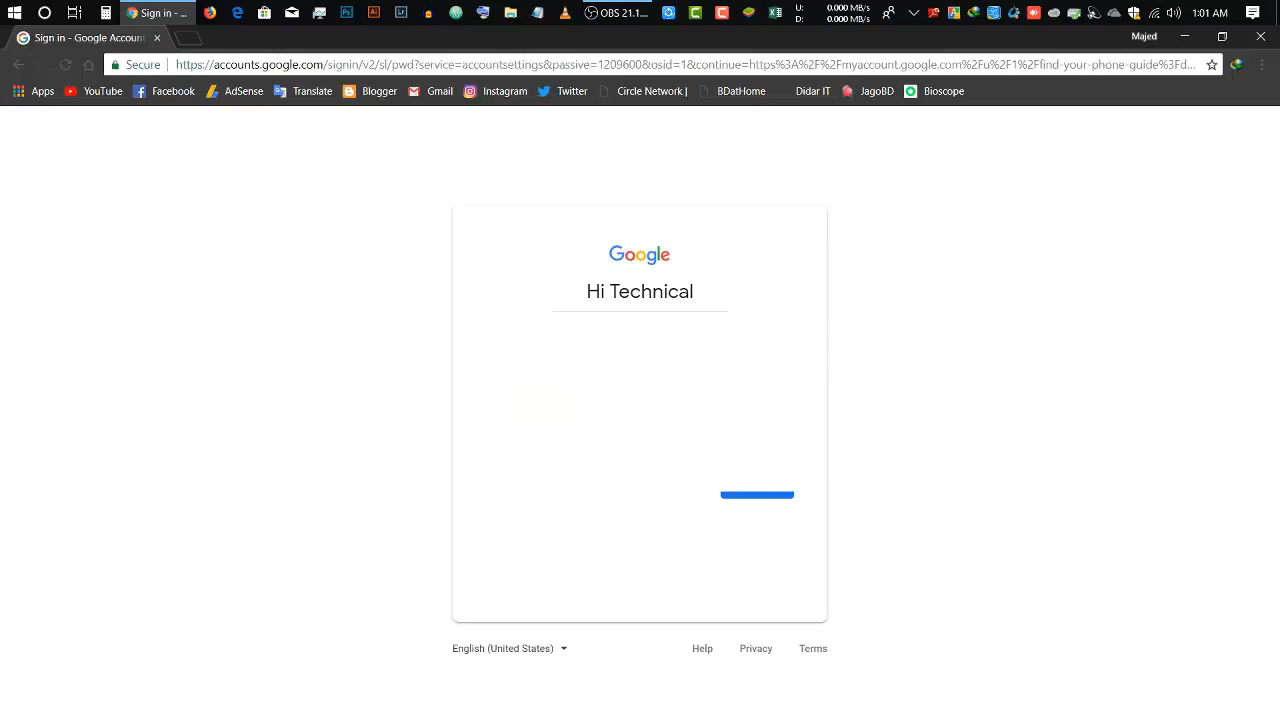 Sign in - ...
OBS 21.1...
U:
D:
0.000 MB/s
0.000 MB/s
1:01 AM
Sign in - Google Account
Majed
Secure
https://accounts.google.com/signin/v2/sl/pwd?service=accountsettings&passive=1209600&osid=1&continue=https%3A%2F%2Fmyaccount.google.com%2Fu%2F1%2Ffind-your-phone-guide%3Fd...
Apps
YouTube
Facebook
AdSense
Translate
Blogger
Gmail
Instagram
Twitter
Circle Network |
BDatHome
Didar IT
JagoBD
Bioscope
Google
Hi Technical
English (United States)
Help
Privacy
Terms